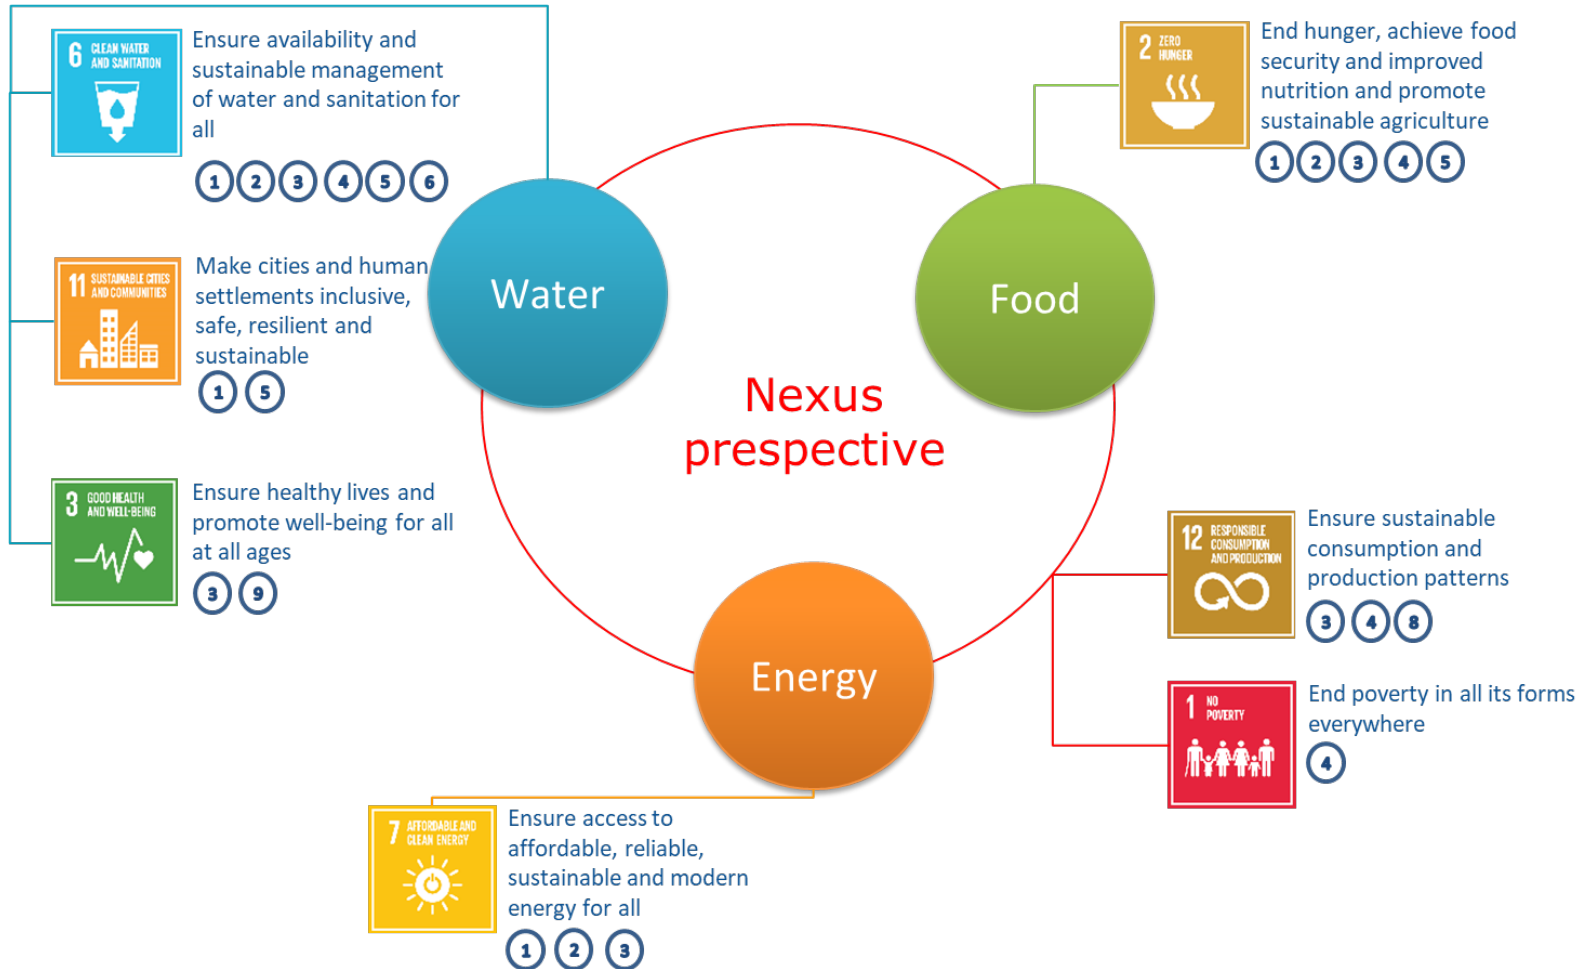 6 CLEAN WATER
AND SANITATION
Ensure availability and
sustainable management
of water and sanitation for
all
1 2 3 4 5 6
11 SUSTAINABLE CITIES
AND COMMUNITIES
Make cities and human
settlements inclusive,
safe, resilient and
sustainable
1 5
3 GOOD HEALTH
AND WELL-BEING
Ensure healthy lives and
promote well-being for all
at all ages
3 9
Water
Food
Nexus
prespective
Energy
2 ZERO
HUNGER
End hunger, achieve food
security and improved
nutrition and promote
sustainable agriculture
1 2 3 4 5
12 RESPONSIBLE
CONSUMPTION
AND PRODUCTION
Ensure sustainable
consumption and
production patterns
3 4 8
1 NO
POVERTY
End poverty in all its forms
everywhere
4
7 AFFORDABLE AND
CLEAN ENERGY
Ensure access to
affordable, reliable,
sustainable and modern
energy for all
1 2 3